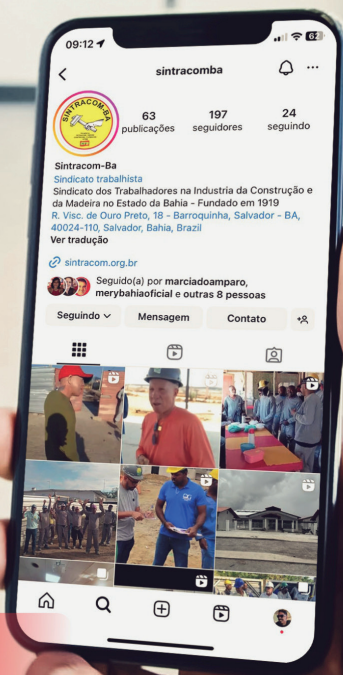 09:12
62
sintracomba
SINTRACOM-BA
63 197 24
publicações seguidores seguindo
Sintracom-Ba
Sindicato trabalhista
Sindicato dos Trabalhadores na Industria da Construção e
da Madeira no Estado da Bahia - Fundado em 1919
R. Visc. de Ouro Preto, 18 - Barroquinha, Salvador - BA,
40024-110, Salvador, Bahia, Brazil
Ver tradução
sintracom.org.br
Seguido(a) por marciadoamparo,
merybahiaoficial e outras 8 pessoas
Seguindo Mensagem Contato